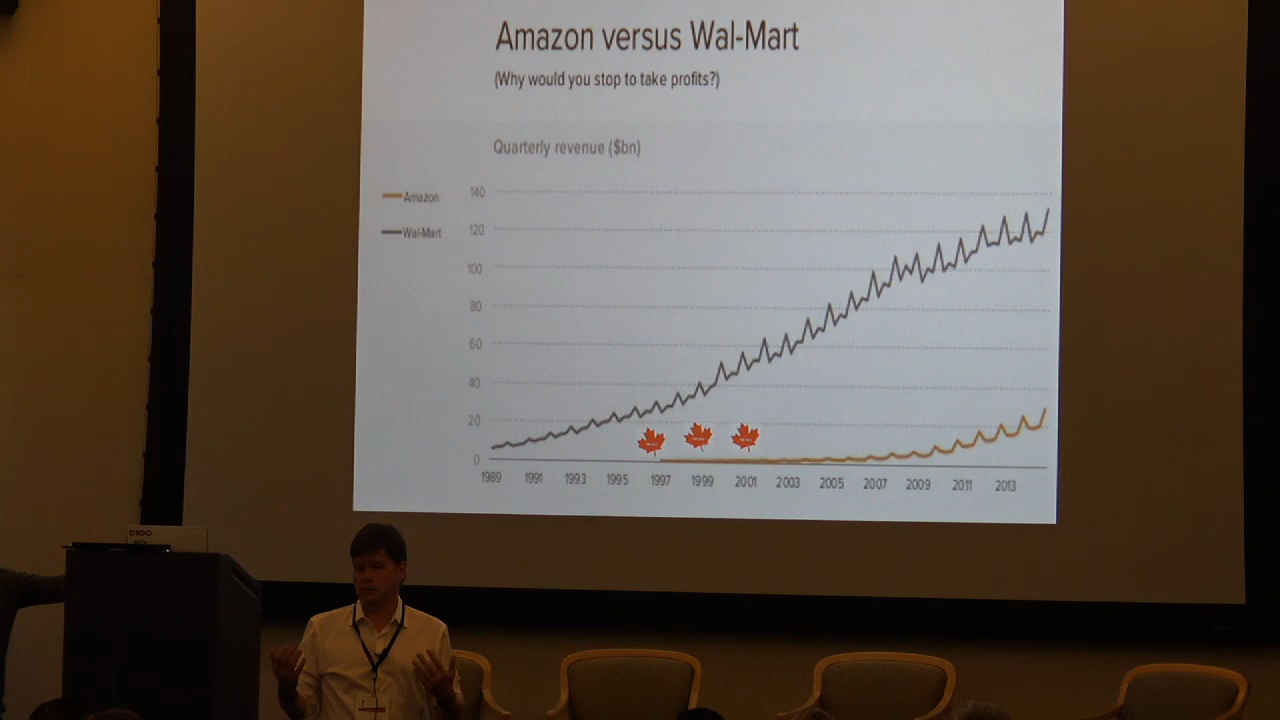 Amazon versus Wal-Mart
(Why would you stop to take profits?)
Quarterly revenue ($bn)
Amazon
Wal-Mart
140
120
100
80
60
40
20
0
1989 1991 1993 1995 1997 1999 2001 2003 2005 2007 2009 2011 2013
C100